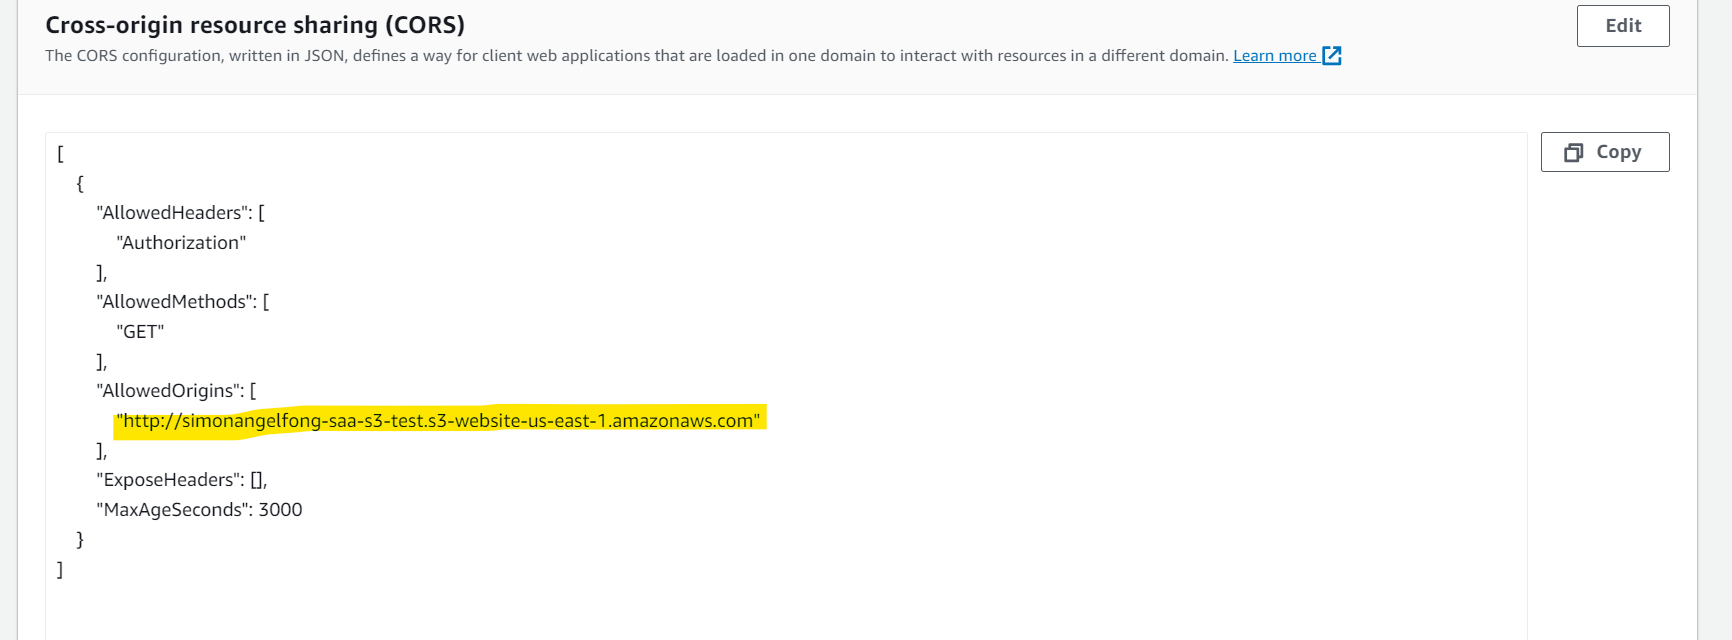 Cross-origin resource sharing (CORS)
Edit
The CORS configuration, written in JSON, defines a way for client web applications that are loaded in one domain to interact with resources in a different domain. Learn more
Copy
[
{
"AllowedHeaders": [
"Authorization"
],
"AllowedMethods": [
"GET"
],
"AllowedOrigins": [
"http://simonangelfong-saa-s3-test.s3-website-us-east-1.amazonaws.com"
],
"ExposeHeaders": [],
"MaxAgeSeconds": 3000
}
]